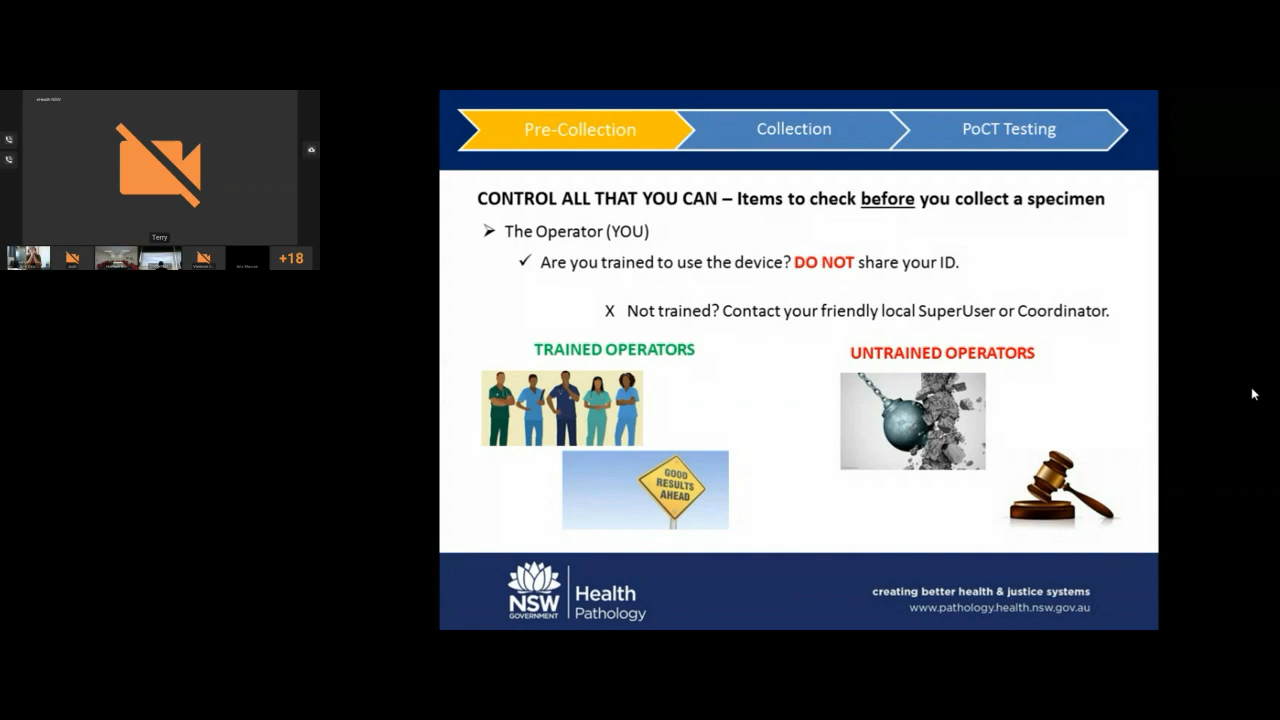 eHealth NSW
Terry
+18
Pre-Collection
Collection
PoCT Testing
CONTROL ALL THAT YOU CAN – Items to check before you collect a specimen
➢ The Operator (YOU)
✓ Are you trained to use the device? DO NOT share your ID.
X Not trained? Contact your friendly local SuperUser or Coordinator.
TRAINED OPERATORS
UNTRAINED OPERATORS
GOOD
RESULTS
AHEAD
NSW
GOVERNMENT
Health
Pathology
creating better health & justice systems
www.pathology.health.nsw.gov.au